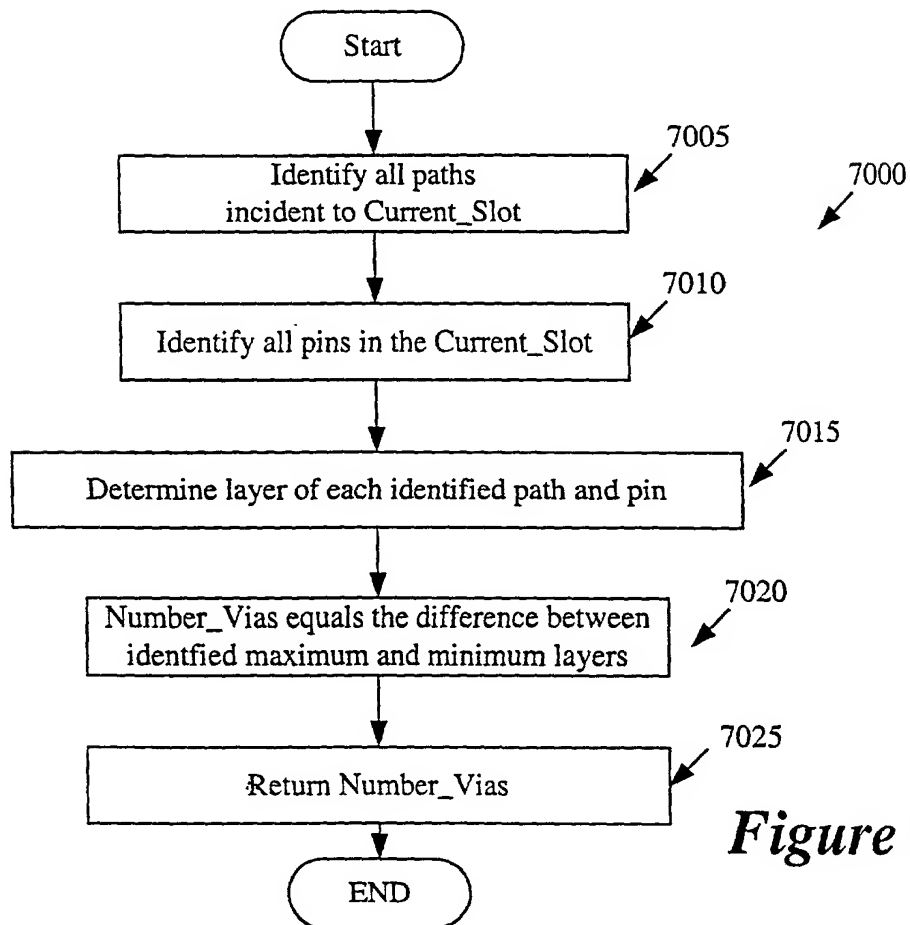 Start
7005
Identify all paths
incident to Current_Slot
7000
7010
Identify all pins in the Current_Slot
7015
Determine layer of each identified path and pin
7020
Number_Vias equals the difference between
identfied maximum and minimum layers
7025
Return Number_Vias
Figure
END